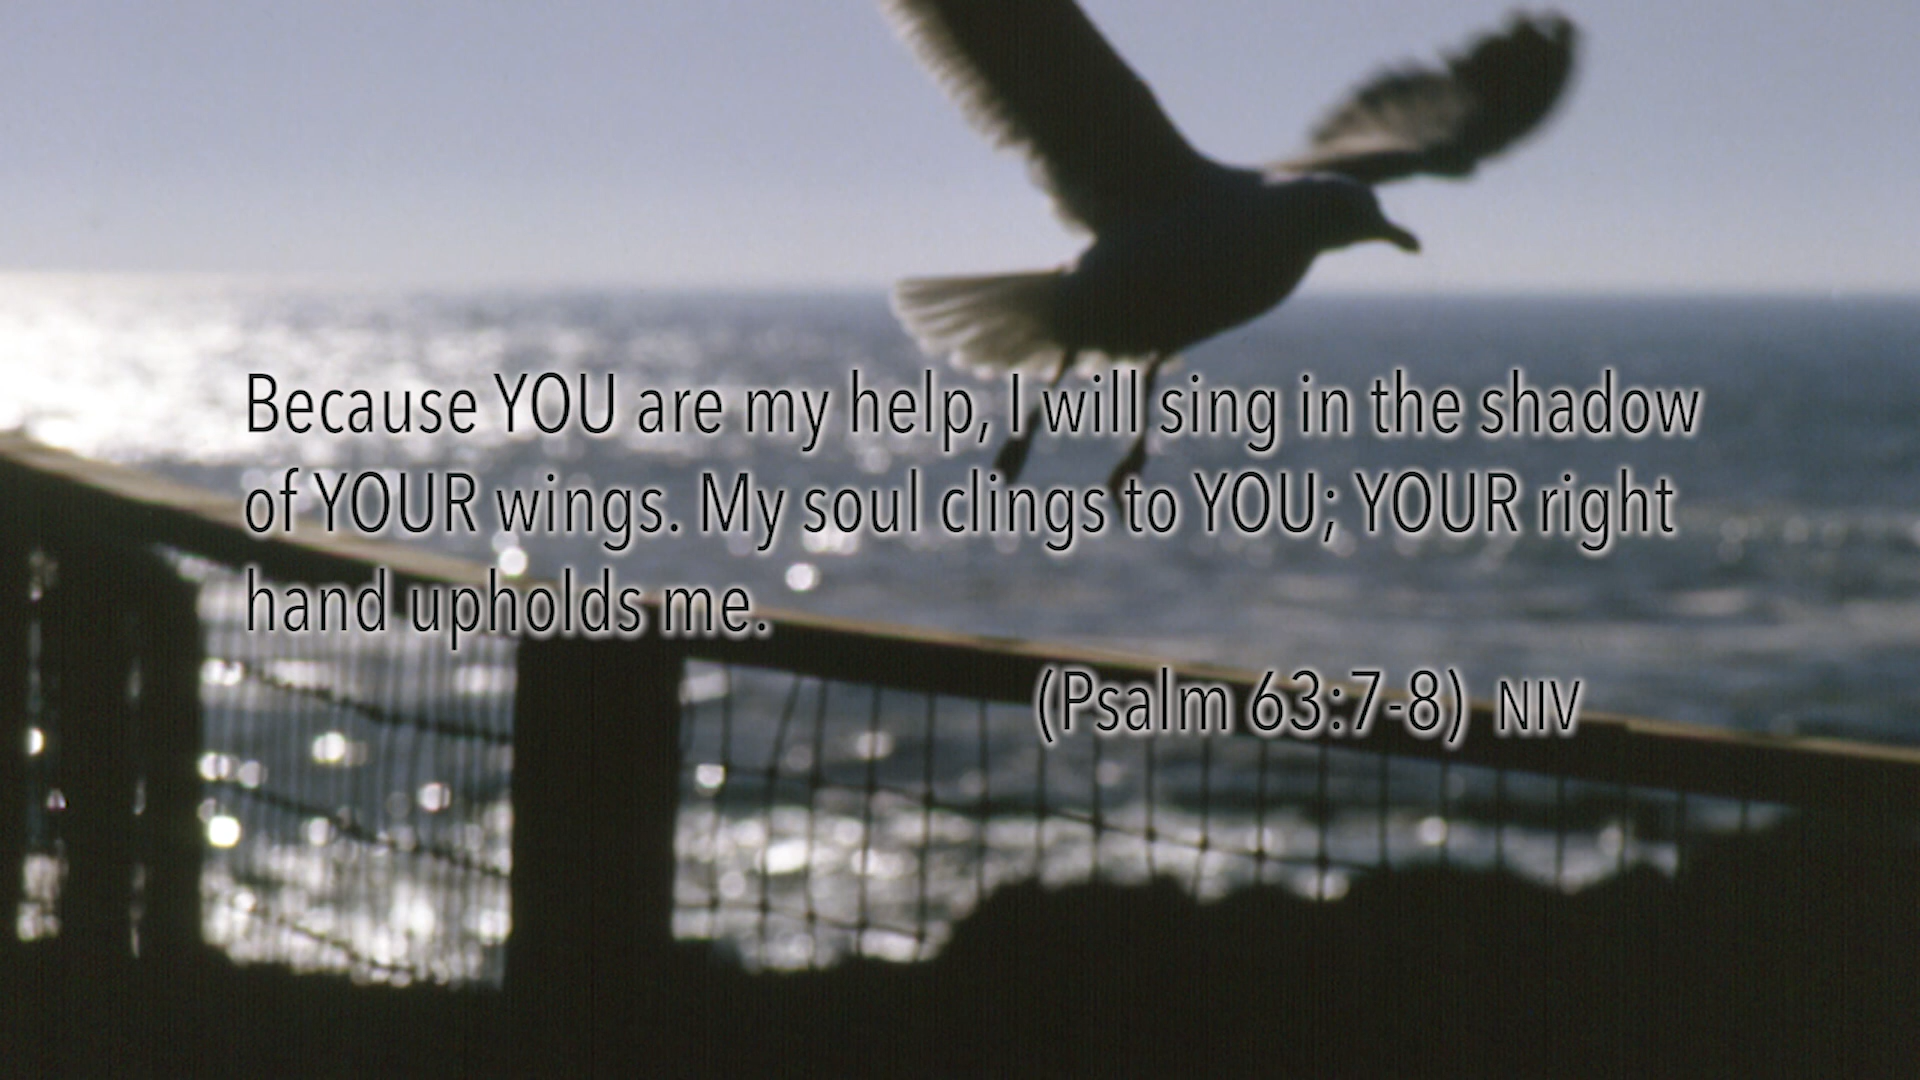 Because YOU are my help, I will sing in the shadow
of YOUR wings. My soul clings to YOU; YOUR right
hand upholds me.
(Psalm 63:7-8) NIV